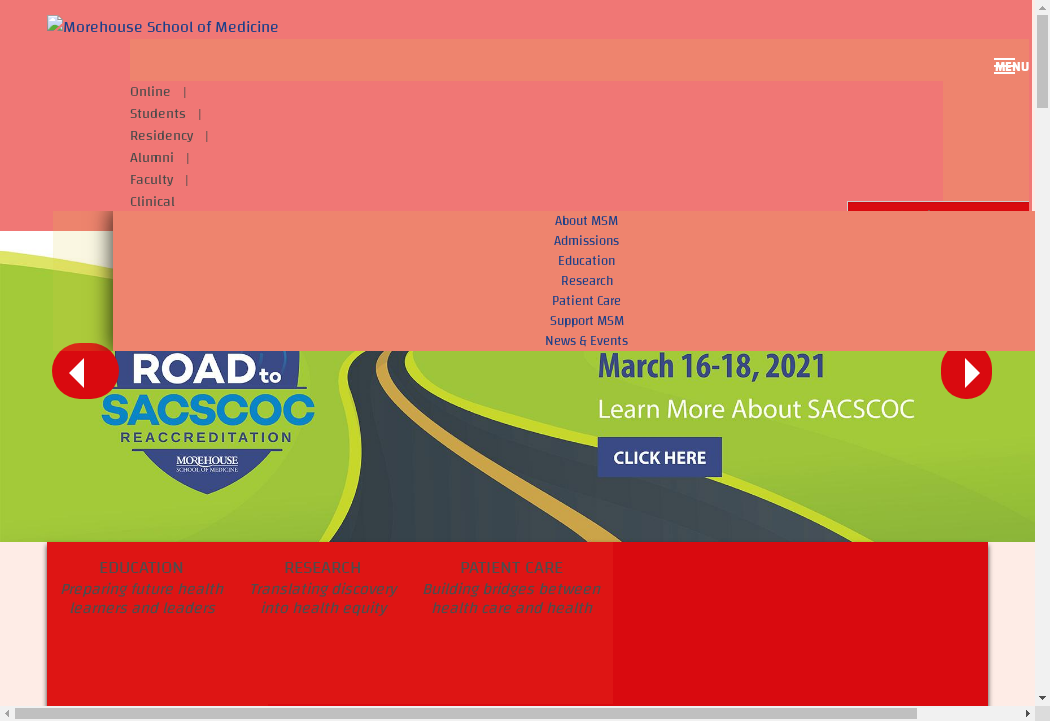 Morehouse School of Medicine
MENU
Online |
Students |
Residency |
Alumni |
Faculty |
Clinical
About MSM
Admissions
Education
Research
Patient Care
Support MSM
News & Events
ROAD to
SACSCOC
REACCREDITATION
MOREHOUSE
SCHOOL OF MEDICINE
March 16-18, 2021
Learn More About SACSCOC
CLICK HERE
EDUCATION
Preparing future health
learners and leaders
RESEARCH
Translating discovery
into health equity
PATIENT CARE
Building bridges between
health care and health